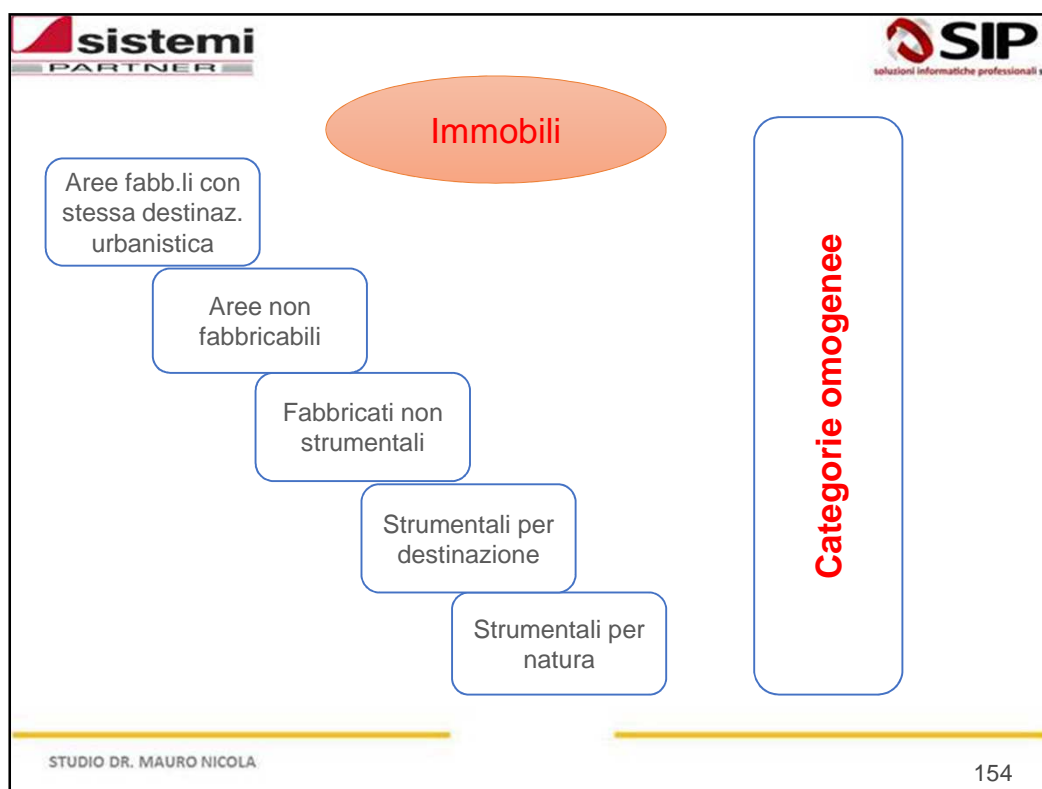 sistemi
PARTNER
SIP
soluzioni informatiche professionali s
Immobili
Aree fabb.li con
stessa destinaz.
urbanistica
Aree non
fabbricabili
Fabbricati non
strumentali
Strumentali per
destinazione
Strumentali per
natura
Categorie omogenee
STUDIO DR. MAURO NICOLA
154